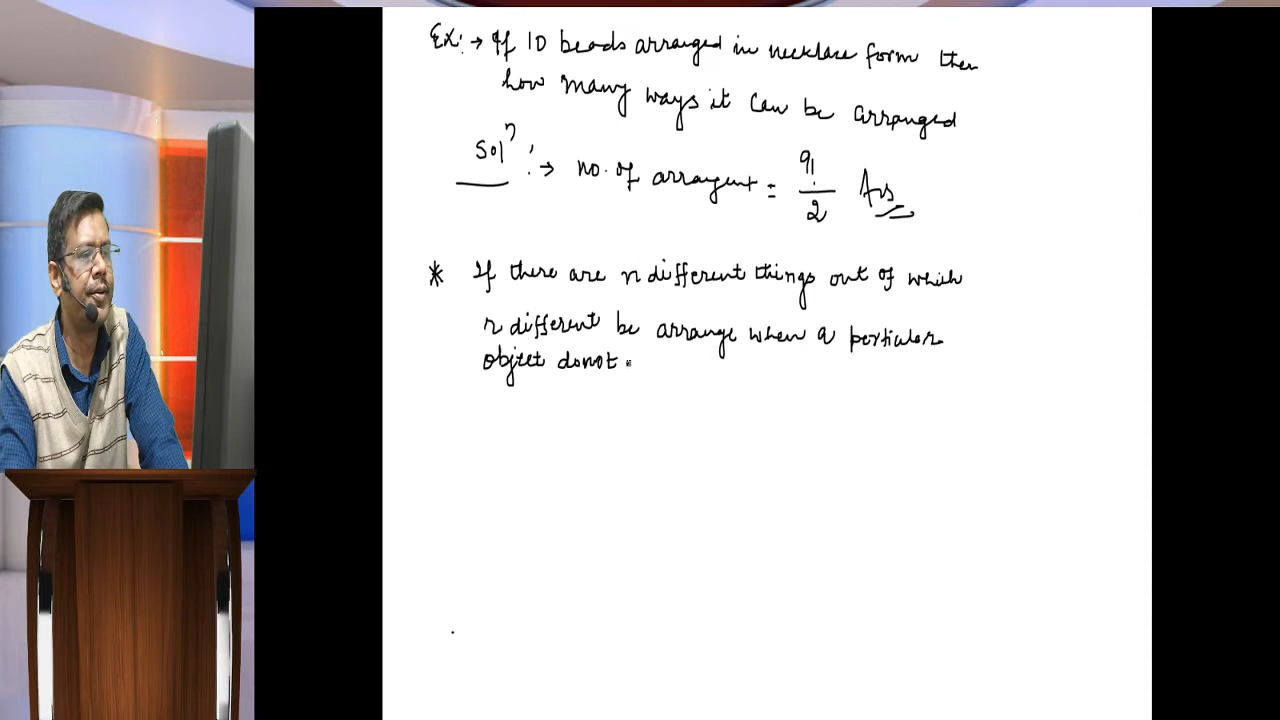 Ex:→ If 10 beads arranged in necklace form then
how many ways it can be arranged
Solⁿ :→ no. of arrangent = 9!/2 Ans
* If there are n different things out of which
r different be arrange when a perticular
object donot